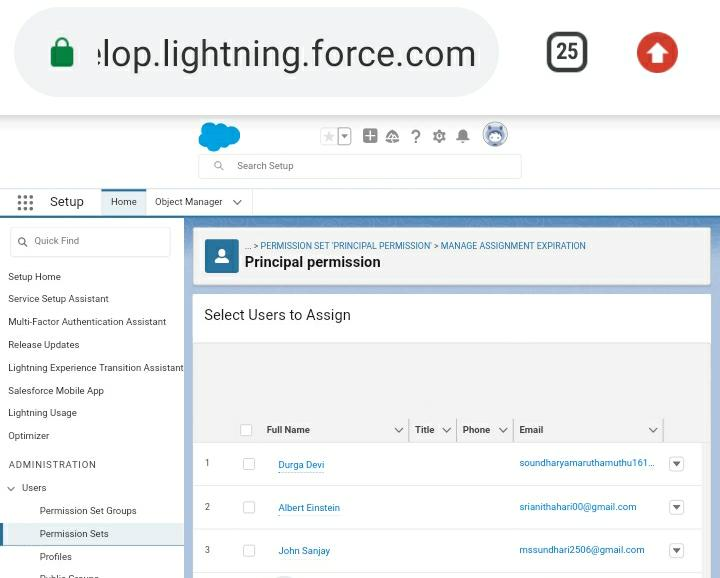 elop.lightning.force.com
25
Search Setup
Setup
Home
Object Manager
Quick Find
Setup Home
Service Setup Assistant
Multi-Factor Authentication Assistant
Release Updates
Lightning Experience Transition Assistant
Salesforce Mobile App
Lightning Usage
Optimizer
ADMINISTRATION
Users
Permission Set Groups
Permission Sets
Profiles
Public Groups
... > PERMISSION SET 'PRINCIPAL PERMISSION' > MANAGE ASSIGNMENT EXPIRATION
Principal permission
Select Users to Assign
Full Name Title Phone Email
1 Durga Devi soundharyamaruthamuthu161...
2 Albert Einstein srianithahari00@gmail.com
3 John Sanjay mssundhari2506@gmail.com